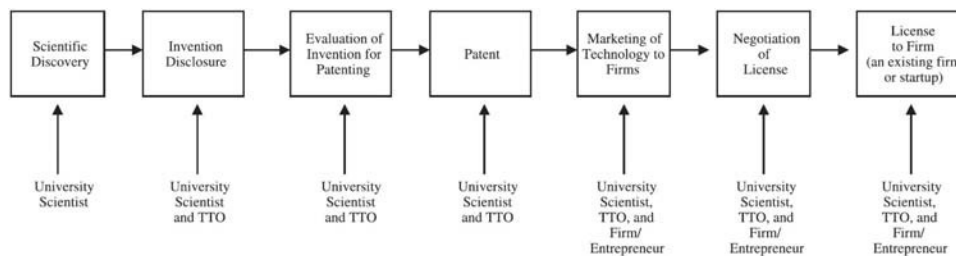 Scientific
Discovery
Invention
Disclosure
Evaluation of
Invention for
Patenting
Patent
Marketing of
Technology to
Firms
Negotiation
of
License
License
to Firm
(an existing firm
or startup)
University
Scientist
University
Scientist
and TTO
University
Scientist
and TTO
University
Scientist
and TTO
University
Scientist,
TTO, and
Firm/
Entrepreneur
University
Scientist,
TTO, and
Firm/
Entrepreneur
University
Scientist,
TTO, and
Firm/
Entrepreneur